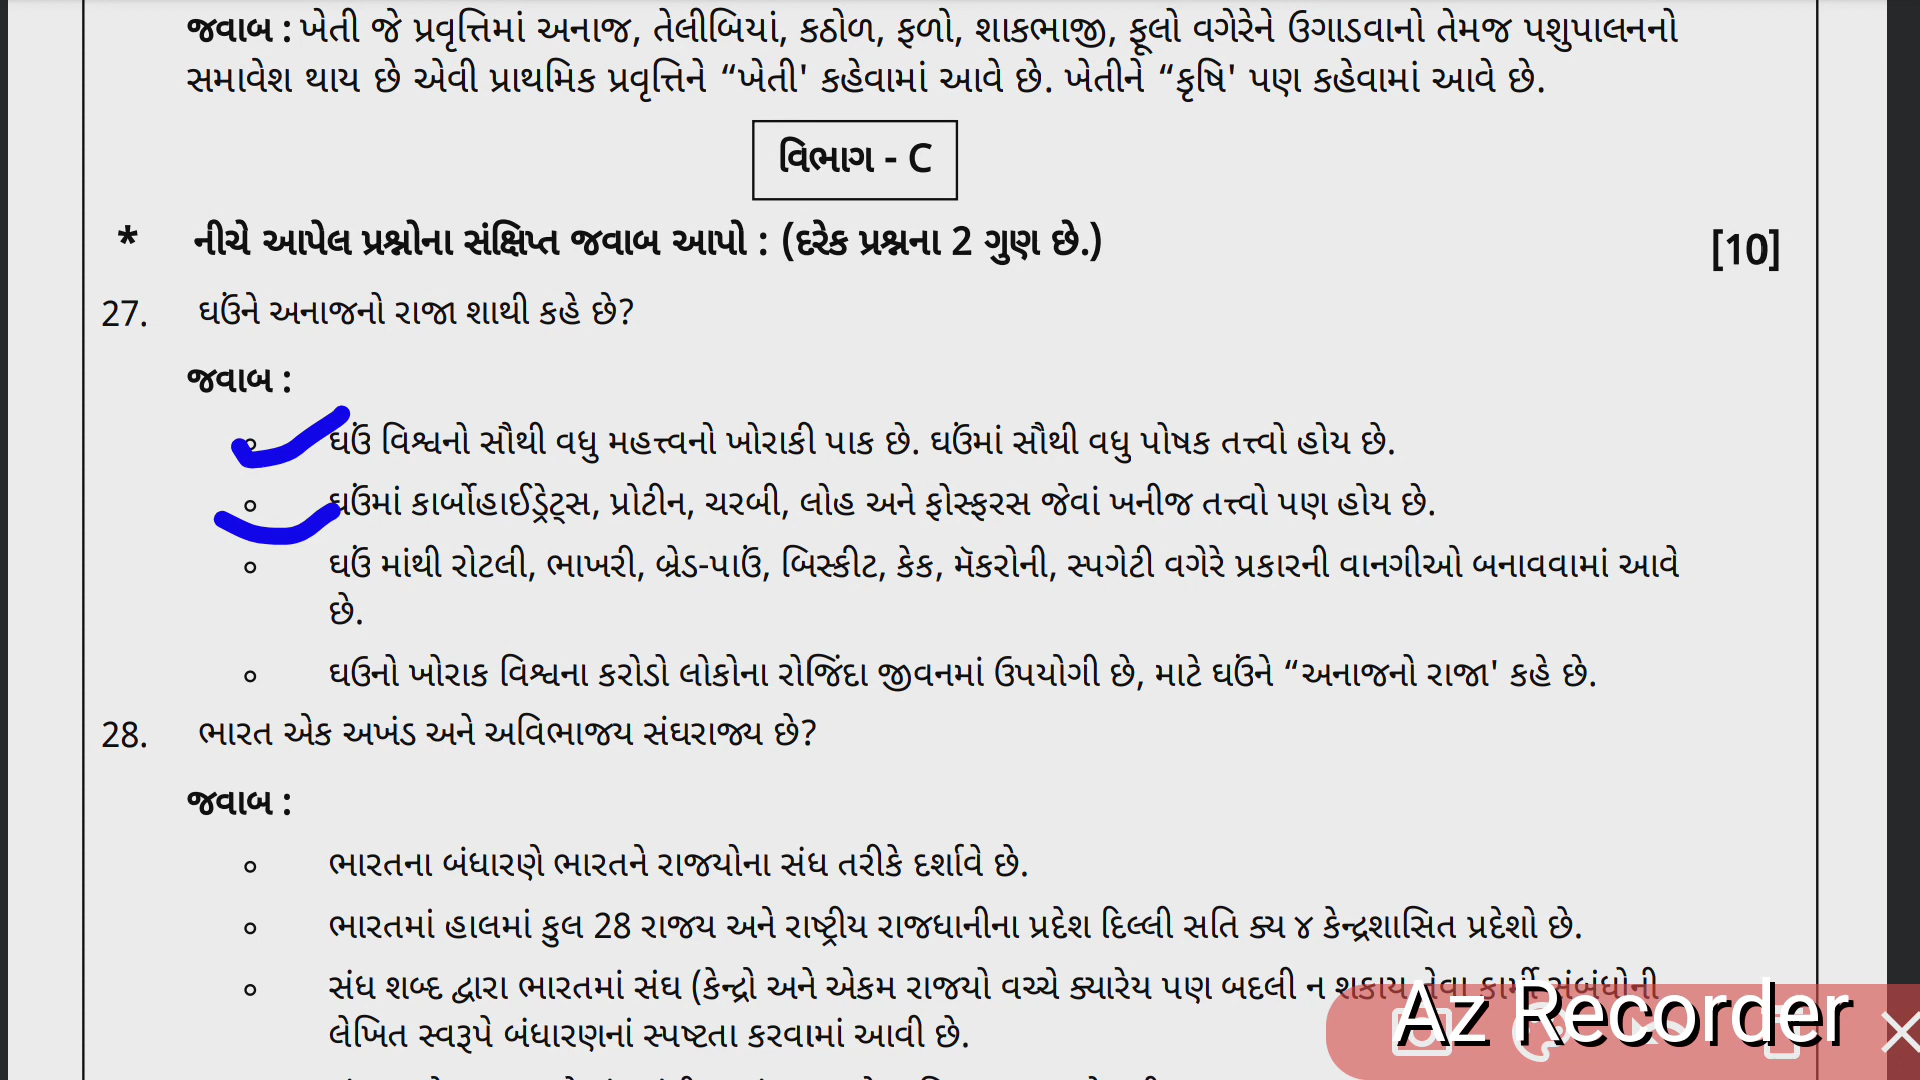 જવાબ : ખેતી જે પ્રવૃત્તિમાં અનાજ, તેલીબિયાં, કઠોળ, ફળો, શાકભાજી, ફૂલો વગેરેને ઉગાડવાનો તેમજ પશુપાલનનો
સમાવેશ થાય છે એવી પ્રાથમિક પ્રવૃત્તિને “ખેતી' કહેવામાં આવે છે. ખેતીને “કૃષિ' પણ કહેવામાં આવે છે.
વિભાગ - C
* નીચે આપેલ પ્રશ્નોના સંક્ષિપ્ત જવાબ આપો : (દરેક પ્રશ્નના 2 ગુણ છે.) [10]
27. ઘઉંને અનાજનો રાજા શાથી કહે છે?
જવાબ :
ઘઉં વિશ્વનો સૌથી વધુ મહત્ત્વનો ખોરાકી પાક છે. ઘઉંમાં સૌથી વધુ પોષક તત્ત્વો હોય છે.
ઘઉંમાં કાર્બોહાઈડ્રેટ્સ, પ્રોટીન, ચરબી, લોહ અને ફોસ્ફરસ જેવાં ખનીજ તત્ત્વો પણ હોય છે.
ઘઉં માંથી રોટલી, ભાખરી, બ્રેડ-પાઉં, બિસ્કીટ, કેક, મૅકરોની, સ્પગેટી વગેરે પ્રકારની વાનગીઓ બનાવવામાં આવે
છે.
ઘઉનો ખોરાક વિશ્વના કરોડો લોકોના રોજિંદા જીવનમાં ઉપયોગી છે, માટે ઘઉંને “અનાજનો રાજા' કહે છે.
28. ભારત એક અખંડ અને અવિભાજય સંઘરાજ્ય છે?
જવાબ :
ભારતના બંધારણે ભારતને રાજયોના સંઘ તરીકે દર્શાવે છે.
ભારતમાં હાલમાં કુલ 28 રાજય અને રાષ્ટ્રીય રાજધાનીના પ્રદેશ દિલ્લી સતિ ક્ય ૪ કેન્દ્રશાસિત પ્રદેશો છે.
સંધ શબ્દ દ્વારા ભારતમાં સંઘ (કેન્દ્રો અને એકમ રાજયો વચ્ચે ક્યારેય પણ બદલી ન શકાય તેવા કાર્મી સંબંધોની
લેખિત સ્વરૂપે બંધારણનાં સ્પષ્ટતા કરવામાં આવી છે.
Az Recorder